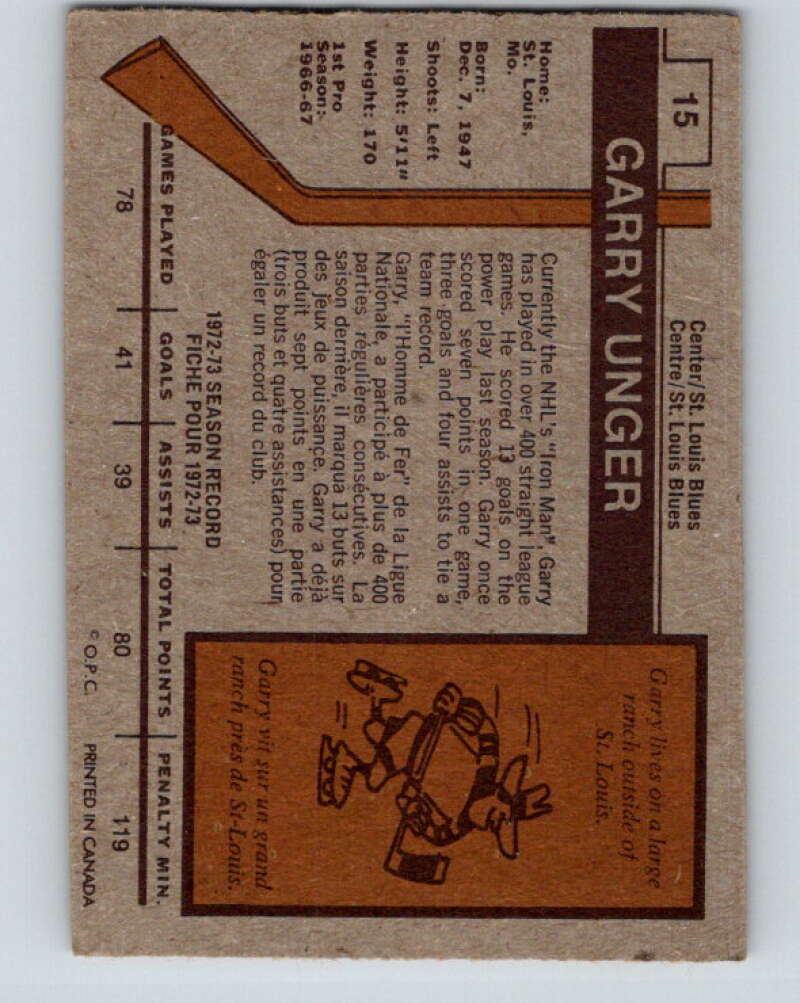 15
GARRY UNGER
Center/St. Louis Blues
Centre/St. Louis Blues
Home:
St. Louis,
Mo.
Born:
Dec. 7, 1947
Shoots: Left
Height: 5'11"
Weight: 170
1st Pro
Season:-
1966-67
Currently the NHL's "Iron Man", Garry
has played in over 400 straight league
games. He scored 13 goals on the
power play last season. Garry once
scored seven points in one game,
three goals and four assists to tie a
team record.
Garry, "l'Homme de Fer" de la Ligue
Nationale, a participé à plus de 400
parties régulières consécutives. La
saison dermère, il marqua 13 buts sur
des jeux de puissance. Garry a déjà
produit sept points en une partie
(trois buts et quatre assistances) pour
égaler un record du club.
Garry lives on a large
ranch outside of
St. Louis.
Garry vit sur un grand
ranch près de St-Louis.
1972-73 SEASON RECORD
FICHE POUR 1972-73
GAMES PLAYED GOALS ASSISTS TOTAL POINTS PENALTY MIN.
78 41 39 80 119
© O.P.C. PRINTED IN CANADA